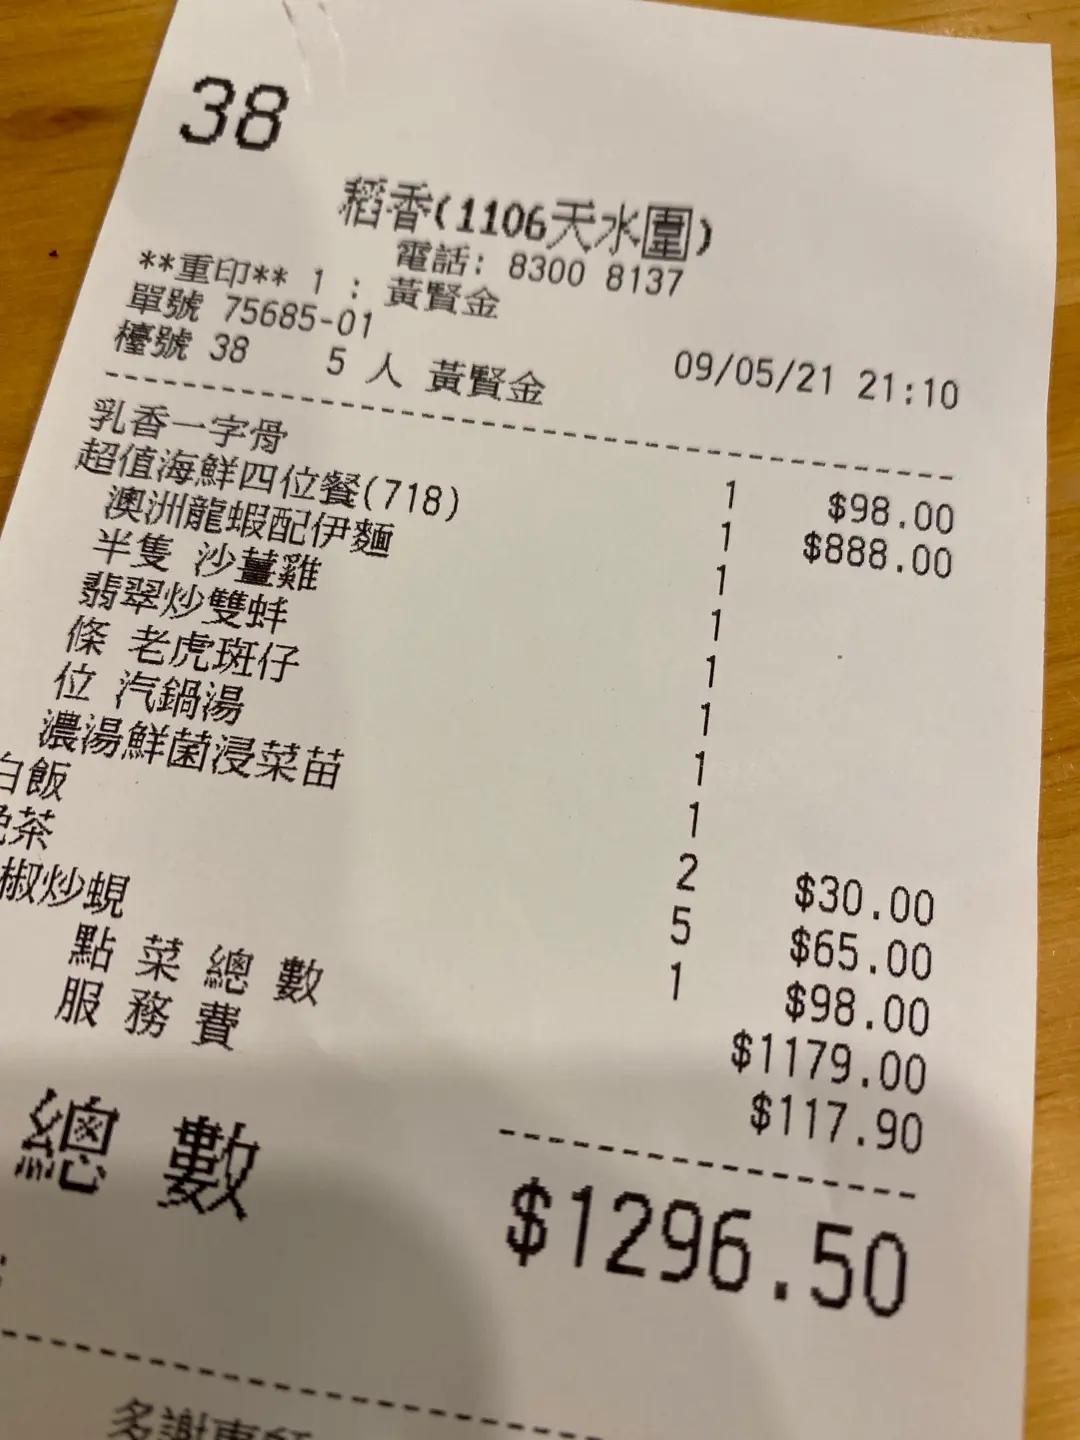 38
稻香(1106天水圍)
電話: 8300 8137
**重印** 1 : 黃賢金
單號 75685-01
檯號 38 5 人 黃賢金 09/05/21 21:10
乳香一字骨 1 $98.00
超值海鮮四位餐(718) 1 $888.00
澳洲龍蝦配伊麵 1
半隻 沙薑雞 1
翡翠炒雙蚌 1
條 老虎斑仔 1
位 汽鍋湯 1
濃湯鮮菌浸菜苗 1
白飯 2 $30.00
茶 5 $65.00
椒炒蜆 1 $98.00
點菜總數 $1179.00
服務費 $117.90
總數 $1296.50
多謝惠顧